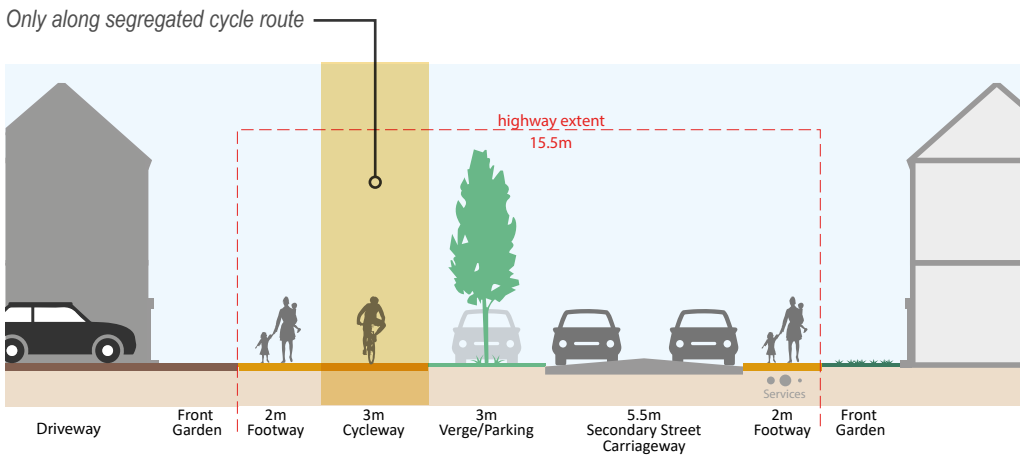 Only along segregated cycle route
highway extent
15.5m
Services
Driveway
Front
Garden
2m
Footway
3m
Cycleway
3m
Verge/Parking
5.5m
Secondary Street
Carriageway
2m
Footway
Front
Garden